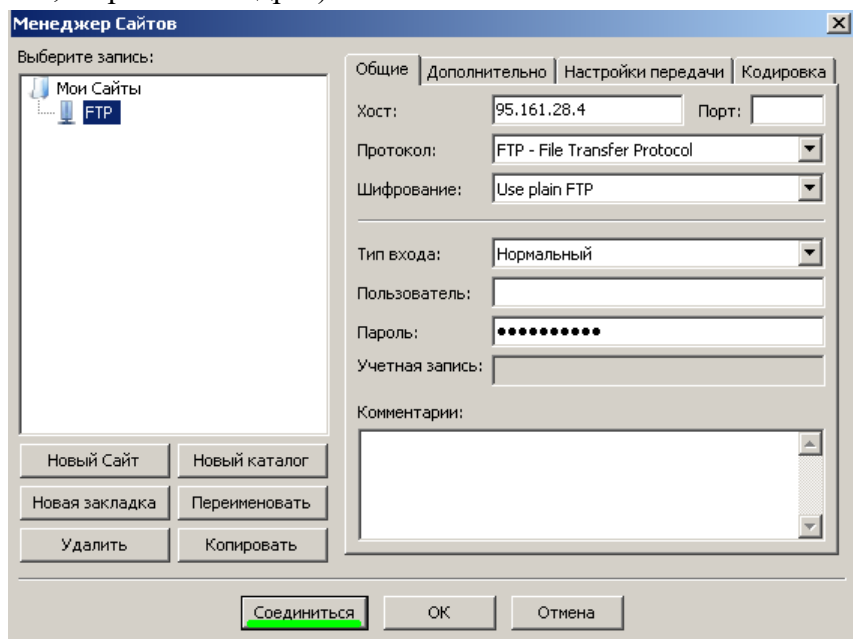 Менеджер Сайтов
Выберите запись:
Мои Сайты
FTP
Новый Сайт
Новый каталог
Новая закладка
Переименовать
Удалить
Копировать
Общие
Дополнительно
Настройки передачи
Кодировка
Хост:
95.161.28.4
Порт:
Протокол:
FTP - File Transfer Protocol
Шифрование:
Use plain FTP
Тип входа:
Нормальный
Пользователь:
Пароль:
●●●●●●●●●●
Учетная запись:
Комментарии:
Соединиться
ОК
Отмена